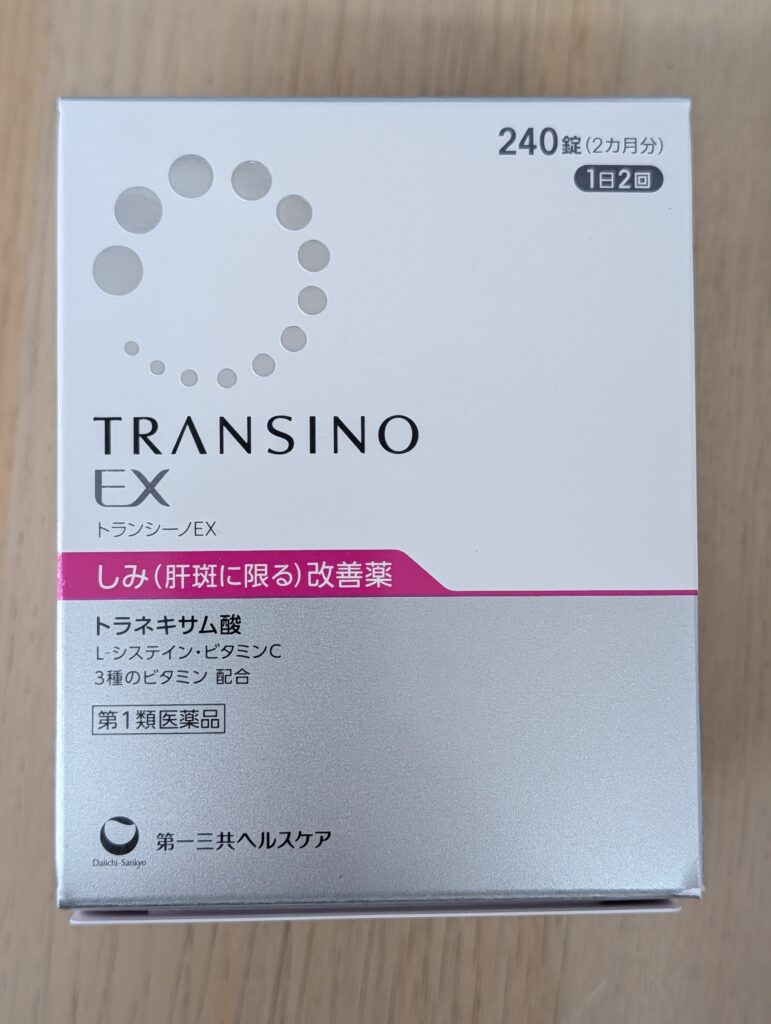 240錠(2カ月分)
1日2回
TRANSINO
EX
トランシーノEX
しみ(肝斑に限る)改善薬
トラネキサム酸
L-システイン・ビタミンC
3種のビタミン 配合
第1類医薬品
Daiichi-Sankyo
第一三共ヘルスケア